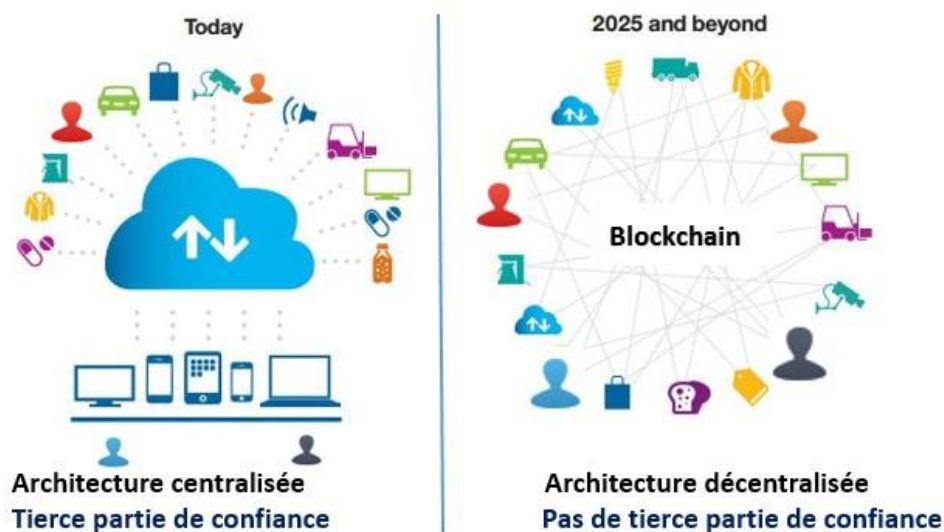 Today
Architecture centralisée
Tierce partie de confiance
2025 and beyond
Blockchain
Architecture décentralisée
Pas de tierce partie de confiance